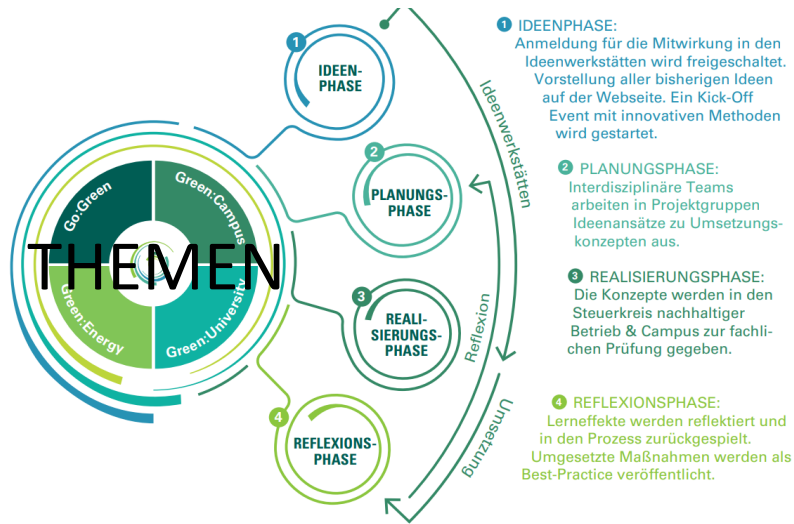 Go:Green
Green:Campus
Green:Energy
Green:University
THEMEN
1
IDEEN-
PHASE
2
PLANUNGS-
PHASE
3
REALI-
SIERUNGS-
PHASE
4
REFLEXIONS-
PHASE
Ideenwerkstätten
Reflexion
Umsetzung
1 IDEENPHASE:
Anmeldung für die Mitwirkung in den
Ideenwerkstätten wird freigeschaltet.
Vorstellung aller bisherigen Ideen
auf der Webseite. Ein Kick-Off
Event mit innovativen Methoden
wird gestartet.
2 PLANUNGSPHASE:
Interdisziplinäre Teams
arbeiten in Projektgruppen
Ideenansätze zu Umsetzungs-
konzepten aus.
3 REALISIERUNGSPHASE:
Die Konzepte werden in den
Steuerkreis nachhaltiger
Betrieb & Campus zur fachli-
chen Prüfung gegeben.
4 REFLEXIONSPHASE:
Lerneffekte werden reflektiert und
in den Prozess zurückgespielt.
Umgesetzte Maßnahmen werden als
Best-Practice veröffentlicht.